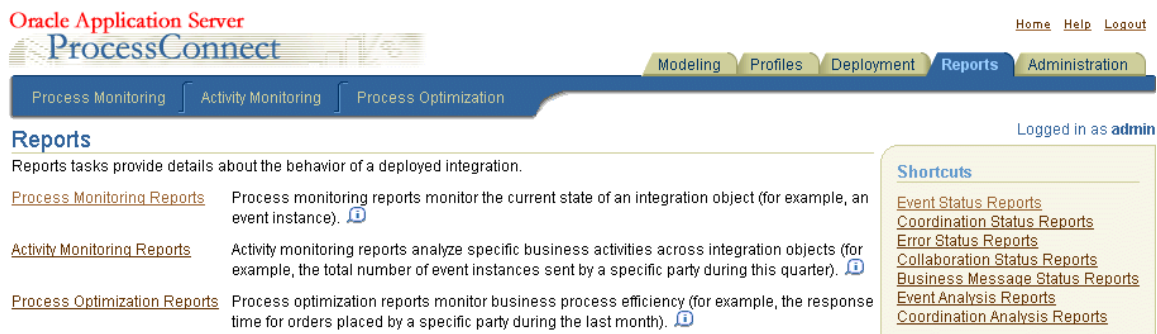 Oracle Application Server
ProcessConnect
Home Help Logout
Modeling Profiles Deployment Reports Administration
Process Monitoring Activity Monitoring Process Optimization
Logged in as admin
Reports
Reports tasks provide details about the behavior of a deployed integration.
Process Monitoring Reports
Process monitoring reports monitor the current state of an integration object (for example, an
event instance).
Activity Monitoring Reports
Activity monitoring reports analyze specific business activities across integration objects (for
example, the total number of event instances sent by a specific party during this quarter).
Process Optimization Reports
Process optimization reports monitor business process efficiency (for example, the response
time for orders placed by a specific party during the last month).
Shortcuts
Event Status Reports
Coordination Status Reports
Error Status Reports
Collaboration Status Reports
Business Message Status Reports
Event Analysis Reports
Coordination Analysis Reports